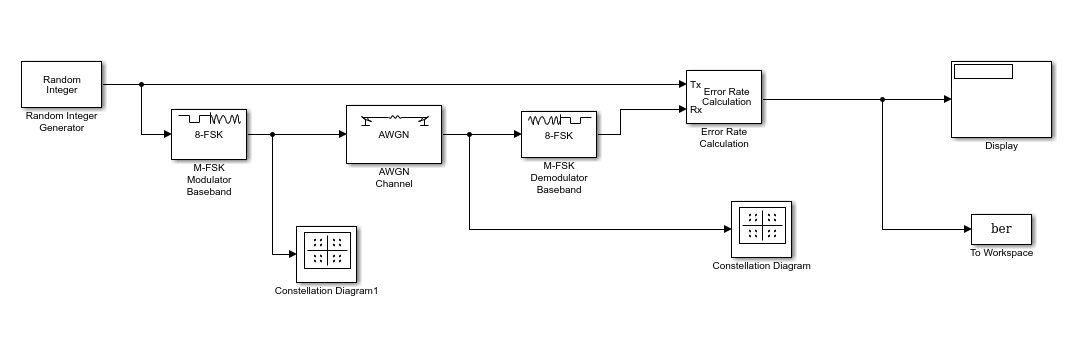 Random
Integer
Random Integer
Generator
8-FSK
M-FSK
Modulator
Baseband
AWGN
AWGN
Channel
8-FSK
M-FSK
Demodulator
Baseband
Tx
Rx
Error Rate
Calculation
Error Rate
Calculation
Display
Constellation Diagram1
Constellation Diagram
ber
To Workspace